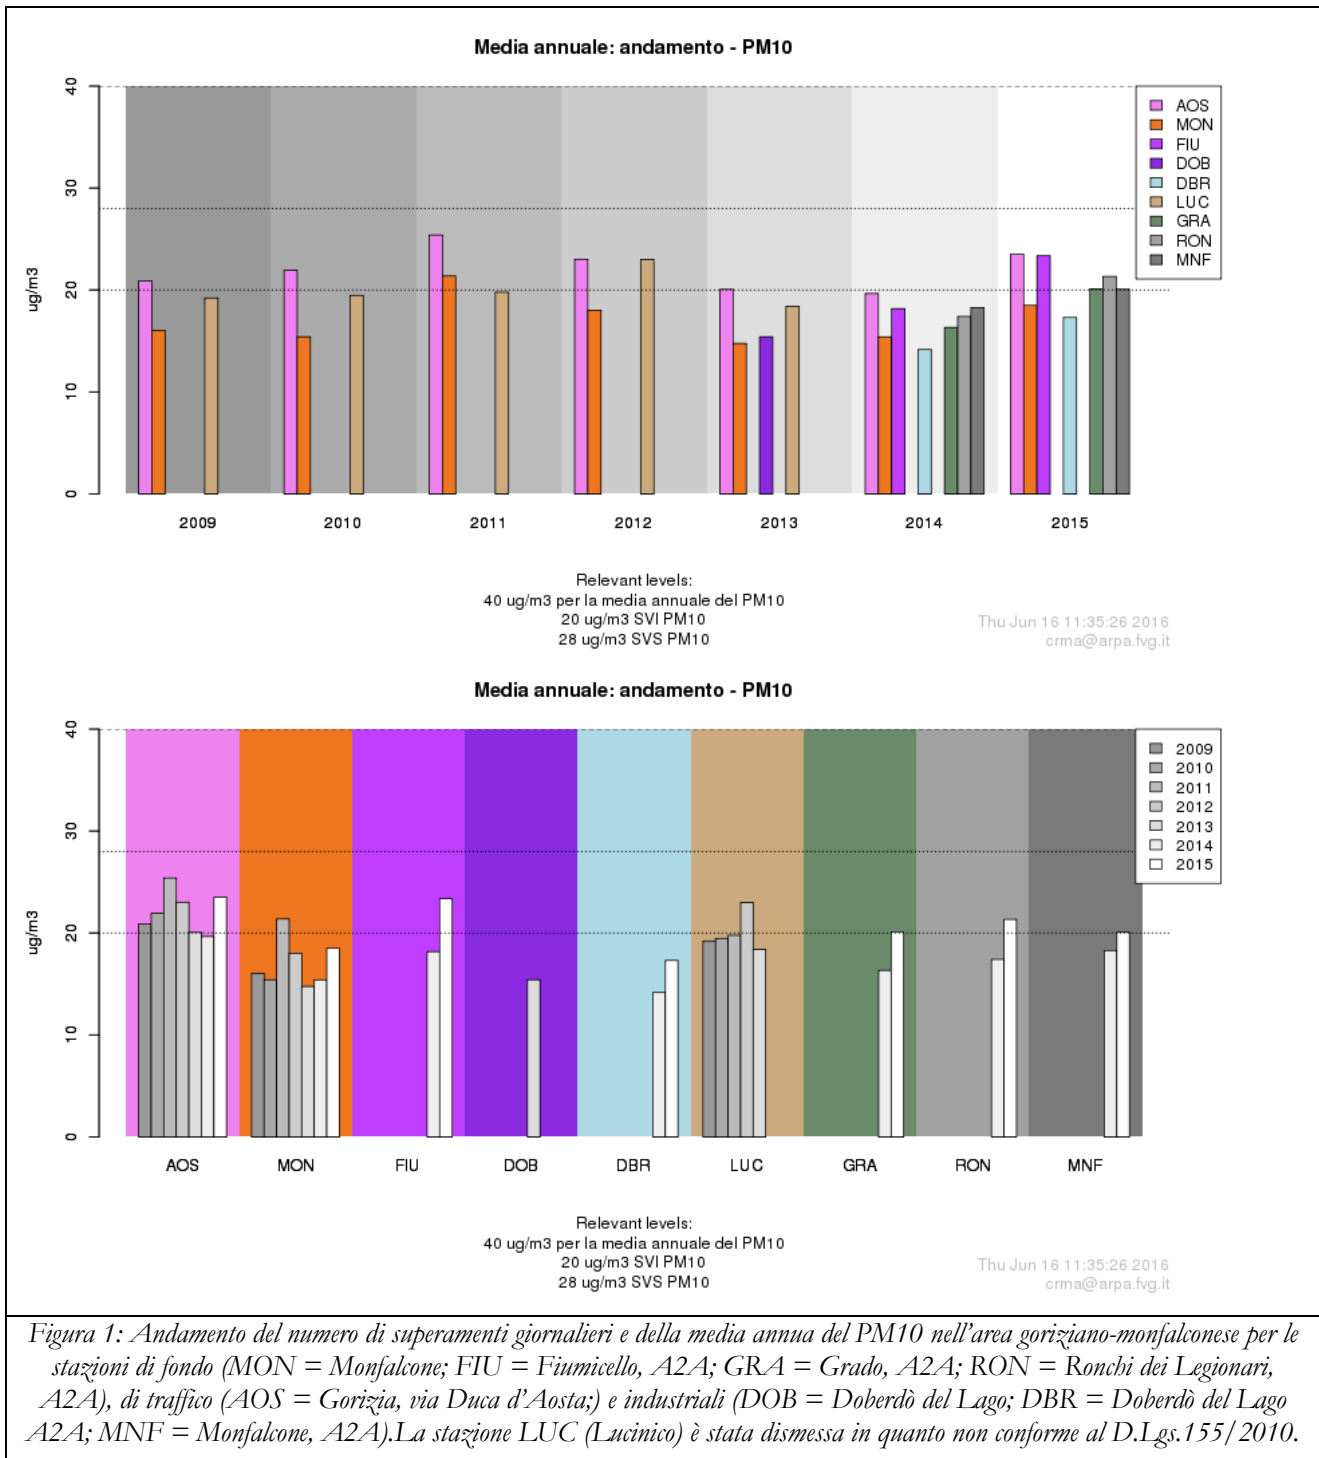 Media annuale: andamento - PM10
40
30
20
10
0
ug/m3
AOS
MON
FIU
DOB
DBR
LUC
GRA
RON
MNF
2009 2010 2011 2012 2013 2014 2015
Relevant levels:
40 ug/m3 per la media annuale del PM10
20 ug/m3 SVI PM10
28 ug/m3 SVS PM10
Thu Jun 16 11:35:26 2016
crma@arpa.fvg.it
Media annuale: andamento - PM10
40
30
20
10
0
ug/m3
2009
2010
2011
2012
2013
2014
2015
AOS MON FIU DOB DBR LUC GRA RON MNF
Relevant levels:
40 ug/m3 per la media annuale del PM10
20 ug/m3 SVI PM10
28 ug/m3 SVS PM10
Thu Jun 16 11:35:26 2016
crma@arpa.fvg.it
Figura 1: Andamento del numero di superamenti giornalieri e della media annua del PM10 nell'area goriziano-monfalconese per le
stazioni di fondo (MON = Monfalcone; FIU = Fiumicello, A2A; GRA = Grado, A2A; RON = Ronchi dei Legionari,
A2A), di traffico (AOS = Gorizia, via Duca d'Aosta;) e industriali (DOB = Doberdò del Lago; DBR = Doberdò del Lago
A2A; MNF = Monfalcone, A2A).La stazione LUC (Lucinico) è stata dismessa in quanto non conforme al D.Lgs.155/2010.